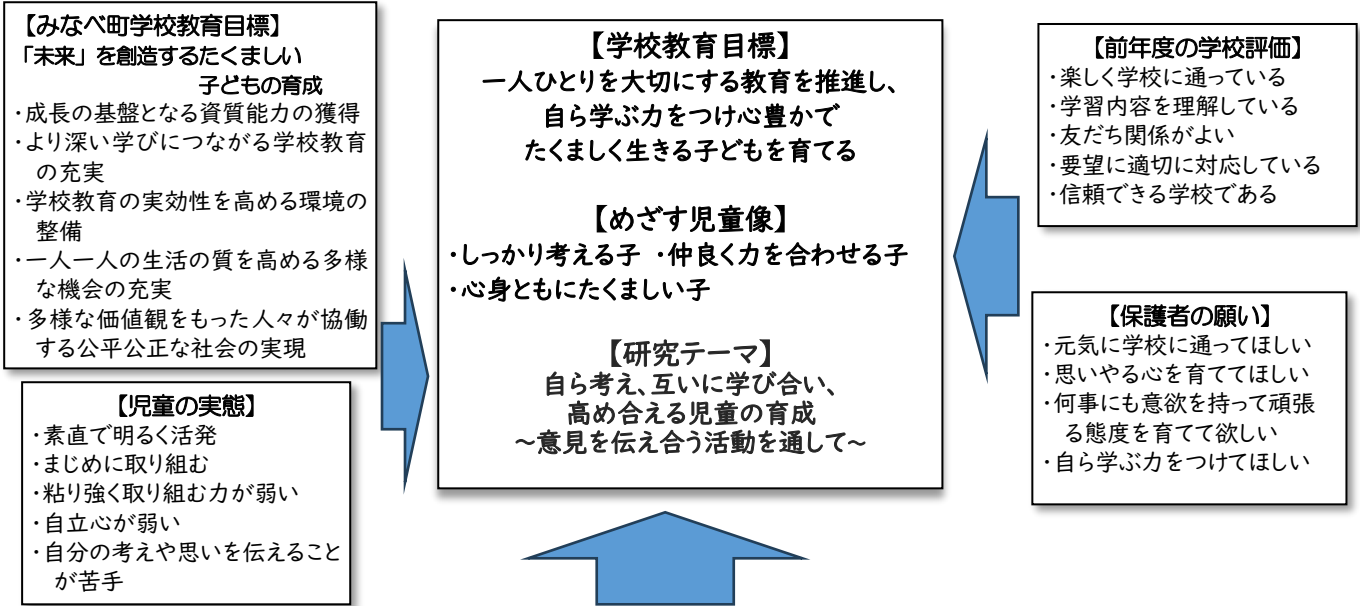 【みなべ町学校教育目標】
「未来」を創造するたくましい
子どもの育成
・成長の基盤となる資質能力の獲得
・より深い学びにつながる学校教育
の充実
・学校教育の実効性を高める環境の
整備
・一人一人の生活の質を高める多様
な機会の充実
・多様な価値観をもった人々が協働
する公平公正な社会の実現
【児童の実態】
・素直で明るく活発
・まじめに取り組む
・粘り強く取り組む力が弱い
・自立心が弱い
・自分の考えや思いを伝えること
が苦手
【学校教育目標】
一人ひとりを大切にする教育を推進し、
自ら学ぶ力をつけ心豊かで
たくましく生きる子どもを育てる
【めざす児童像】
・しっかり考える子 ・仲良く力を合わせる子
・心身ともにたくましい子
【研究テーマ】
自ら考え、互いに学び合い、
高め合える児童の育成
~意見を伝え合う活動を通して~
【前年度の学校評価】
・楽しく学校に通っている
・学習内容を理解している
・友だち関係がよい
・要望に適切に対応している
・信頼できる学校である
【保護者の願い】
・元気に学校に通ってほしい
・思いやる心を育ててほしい
・何事にも意欲を持って頑張
る態度を育てて欲しい
・自ら学ぶ力をつけてほしい